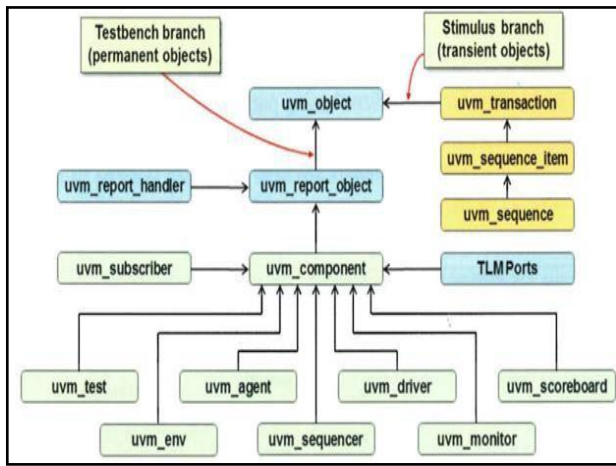 Testbench branch
(permanent objects)
Stimulus branch
(transient objects)
uvm_object
uvm_transaction
uvm_sequence_item
uvm_report_handler
uvm_report_object
uvm_sequence
uvm_subscriber
uvm_component
TLM Ports
uvm_test
uvm_agent
uvm_driver
uvm_scoreboard
uvm_env
uvm_sequencer
uvm_monitor